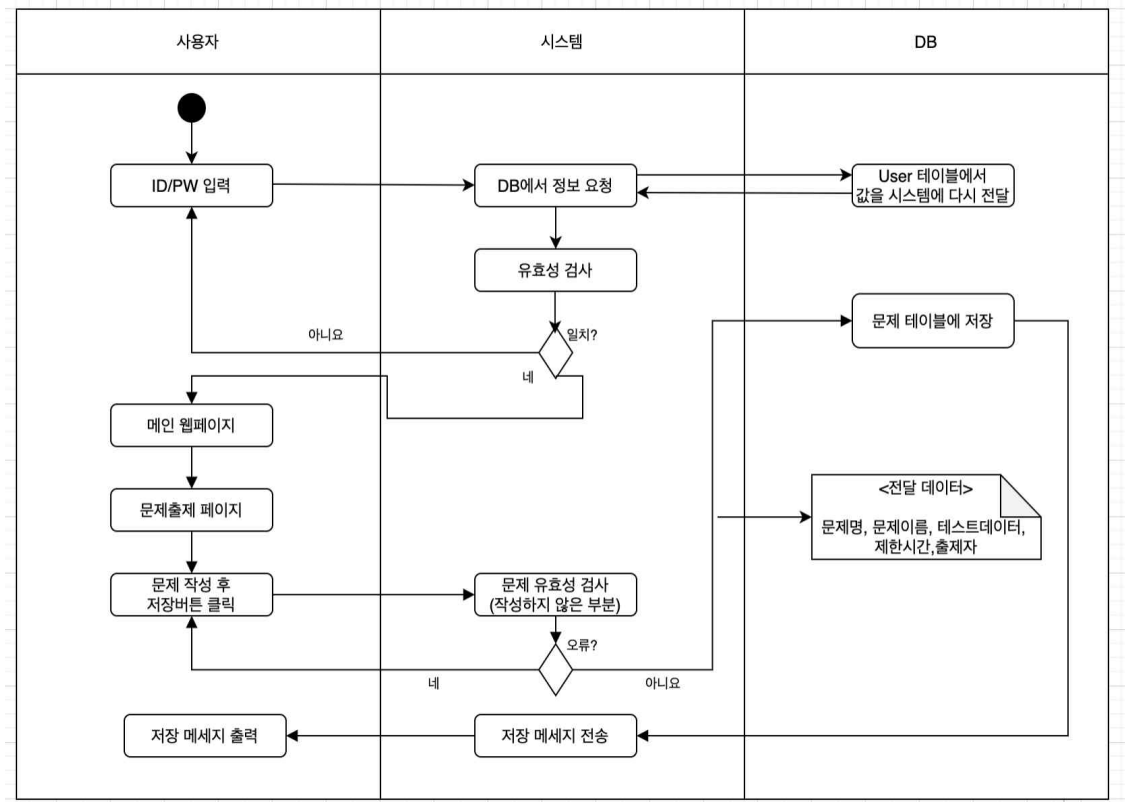 사용자
시스템
DB
ID/PW 입력
DB에서 정보 요청
User 테이블에서
값을 시스템에 다시 전달
유효성 검사
문제 테이블에 저장
아니요
일치?
네
메인 웹페이지
<전달 데이터>
문제명, 문제이름, 테스트데이터,
제한시간,출제자
문제출제 페이지
문제 작성 후
저장버튼 클릭
문제 유효성 검사
(작성하지 않은 부분)
오류?
네
아니요
저장 메세지 출력
저장 메세지 전송